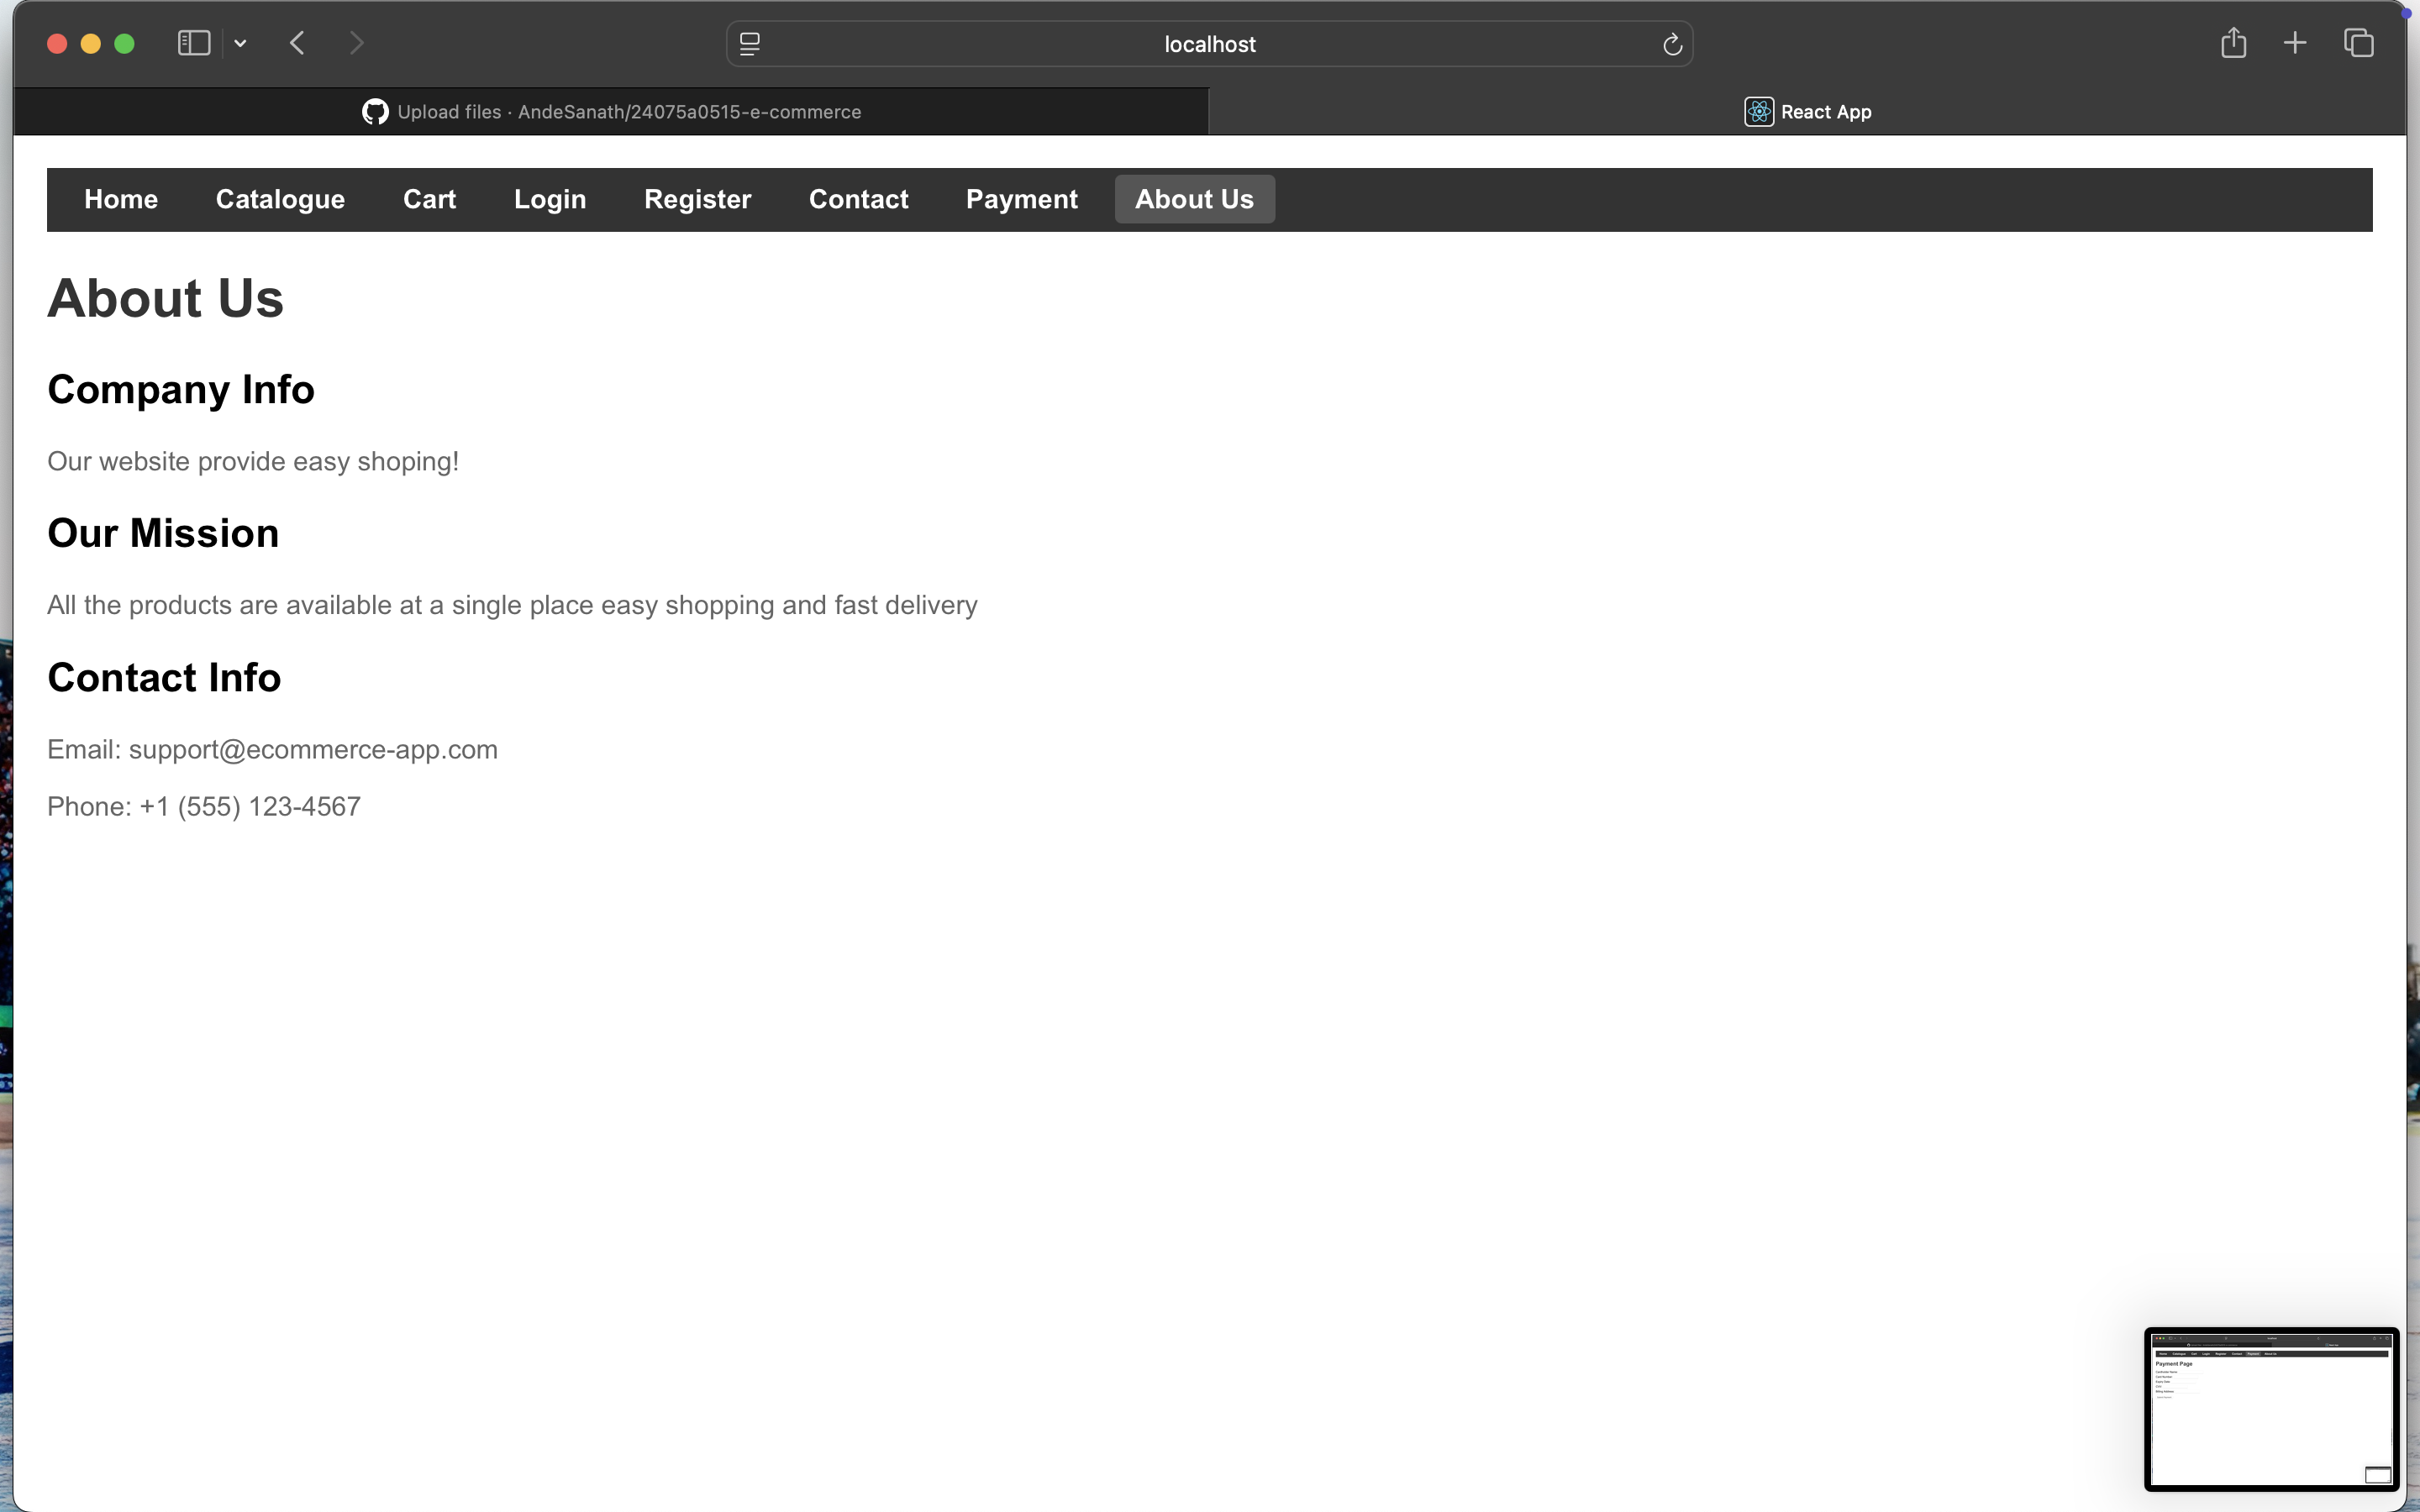 localhost
Upload files · AndeSanath/24075a0515-e-commerce
React App
Home Catalogue Cart Login Register Contact Payment About Us
About Us
Company Info
Our website provide easy shoping!
Our Mission
All the products are available at a single place easy shopping and fast delivery
Contact Info
Email: support@ecommerce-app.com
Phone: +1 (555) 123-4567
Payment Page